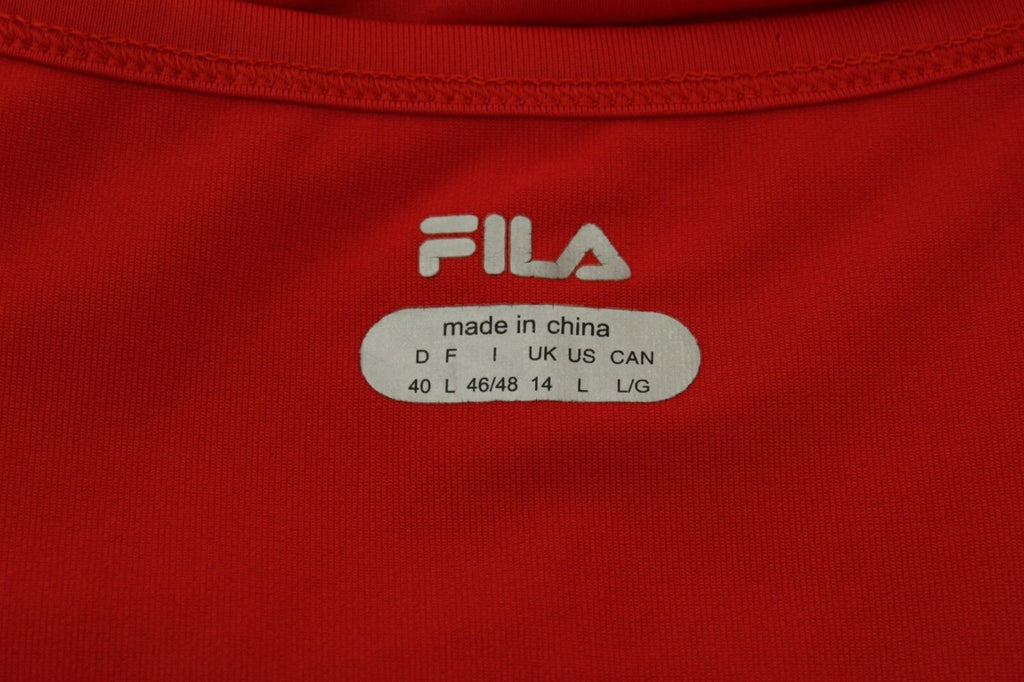 FILA
made in china
D F I UK US CAN
40 L 46/48 14 L L/G